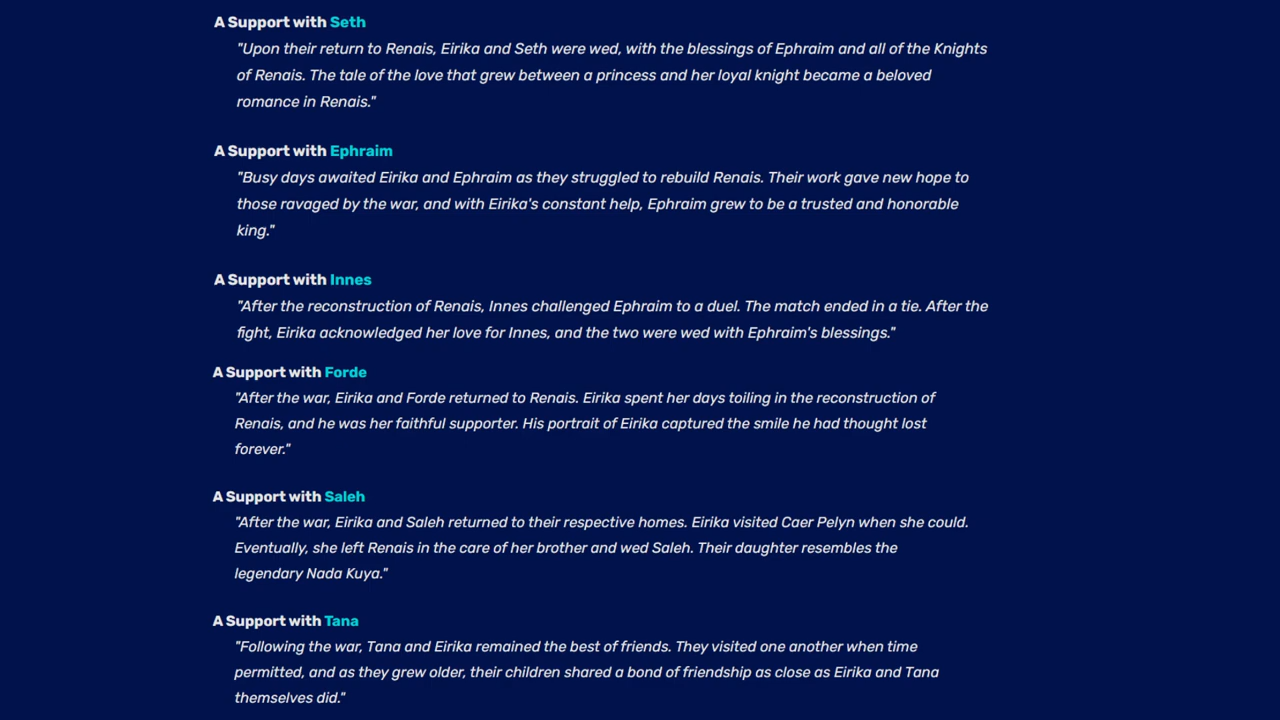 A Support with Seth
"Upon their return to Renais, Eirika and Seth were wed, with the blessings of Ephraim and all of the Knights
of Renais. The tale of the love that grew between a princess and her loyal knight became a beloved
romance in Renais."
A Support with Ephraim
"Busy days awaited Eirika and Ephraim as they struggled to rebuild Renais. Their work gave new hope to
those ravaged by the war, and with Eirika's constant help, Ephraim grew to be a trusted and honorable
king."
A Support with Innes
"After the reconstruction of Renais, Innes challenged Ephraim to a duel. The match ended in a tie. After the
fight, Eirika acknowledged her love for Innes, and the two were wed with Ephraim's blessings."
A Support with Forde
"After the war, Eirika and Forde returned to Renais. Eirika spent her days toiling in the reconstruction of
Renais, and he was her faithful supporter. His portrait of Eirika captured the smile he had thought lost
forever."
A Support with Saleh
"After the war, Eirika and Saleh returned to their respective homes. Eirika visited Caer Pelyn when she could.
Eventually, she left Renais in the care of her brother and wed Saleh. Their daughter resembles the
legendary Nada Kuya."
A Support with Tana
"Following the war, Tana and Eirika remained the best of friends. They visited one another when time
permitted, and as they grew older, their children shared a bond of friendship as close as Eirika and Tana
themselves did."